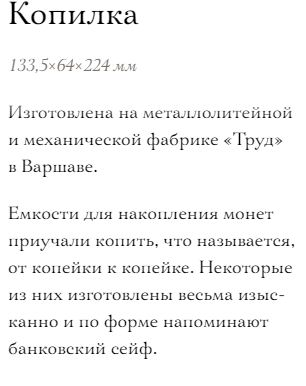 Копилка
133,5×64×224 мм
Изготовлена на металлолитейной
и механической фабрике «Труд»
в Варшаве.
Емкости для накопления монет
приучали копить, что называется,
от копейки к копейке. Некоторые
из них изготовлены весьма изыс-
канно и по форме напоминают
банковский сейф.